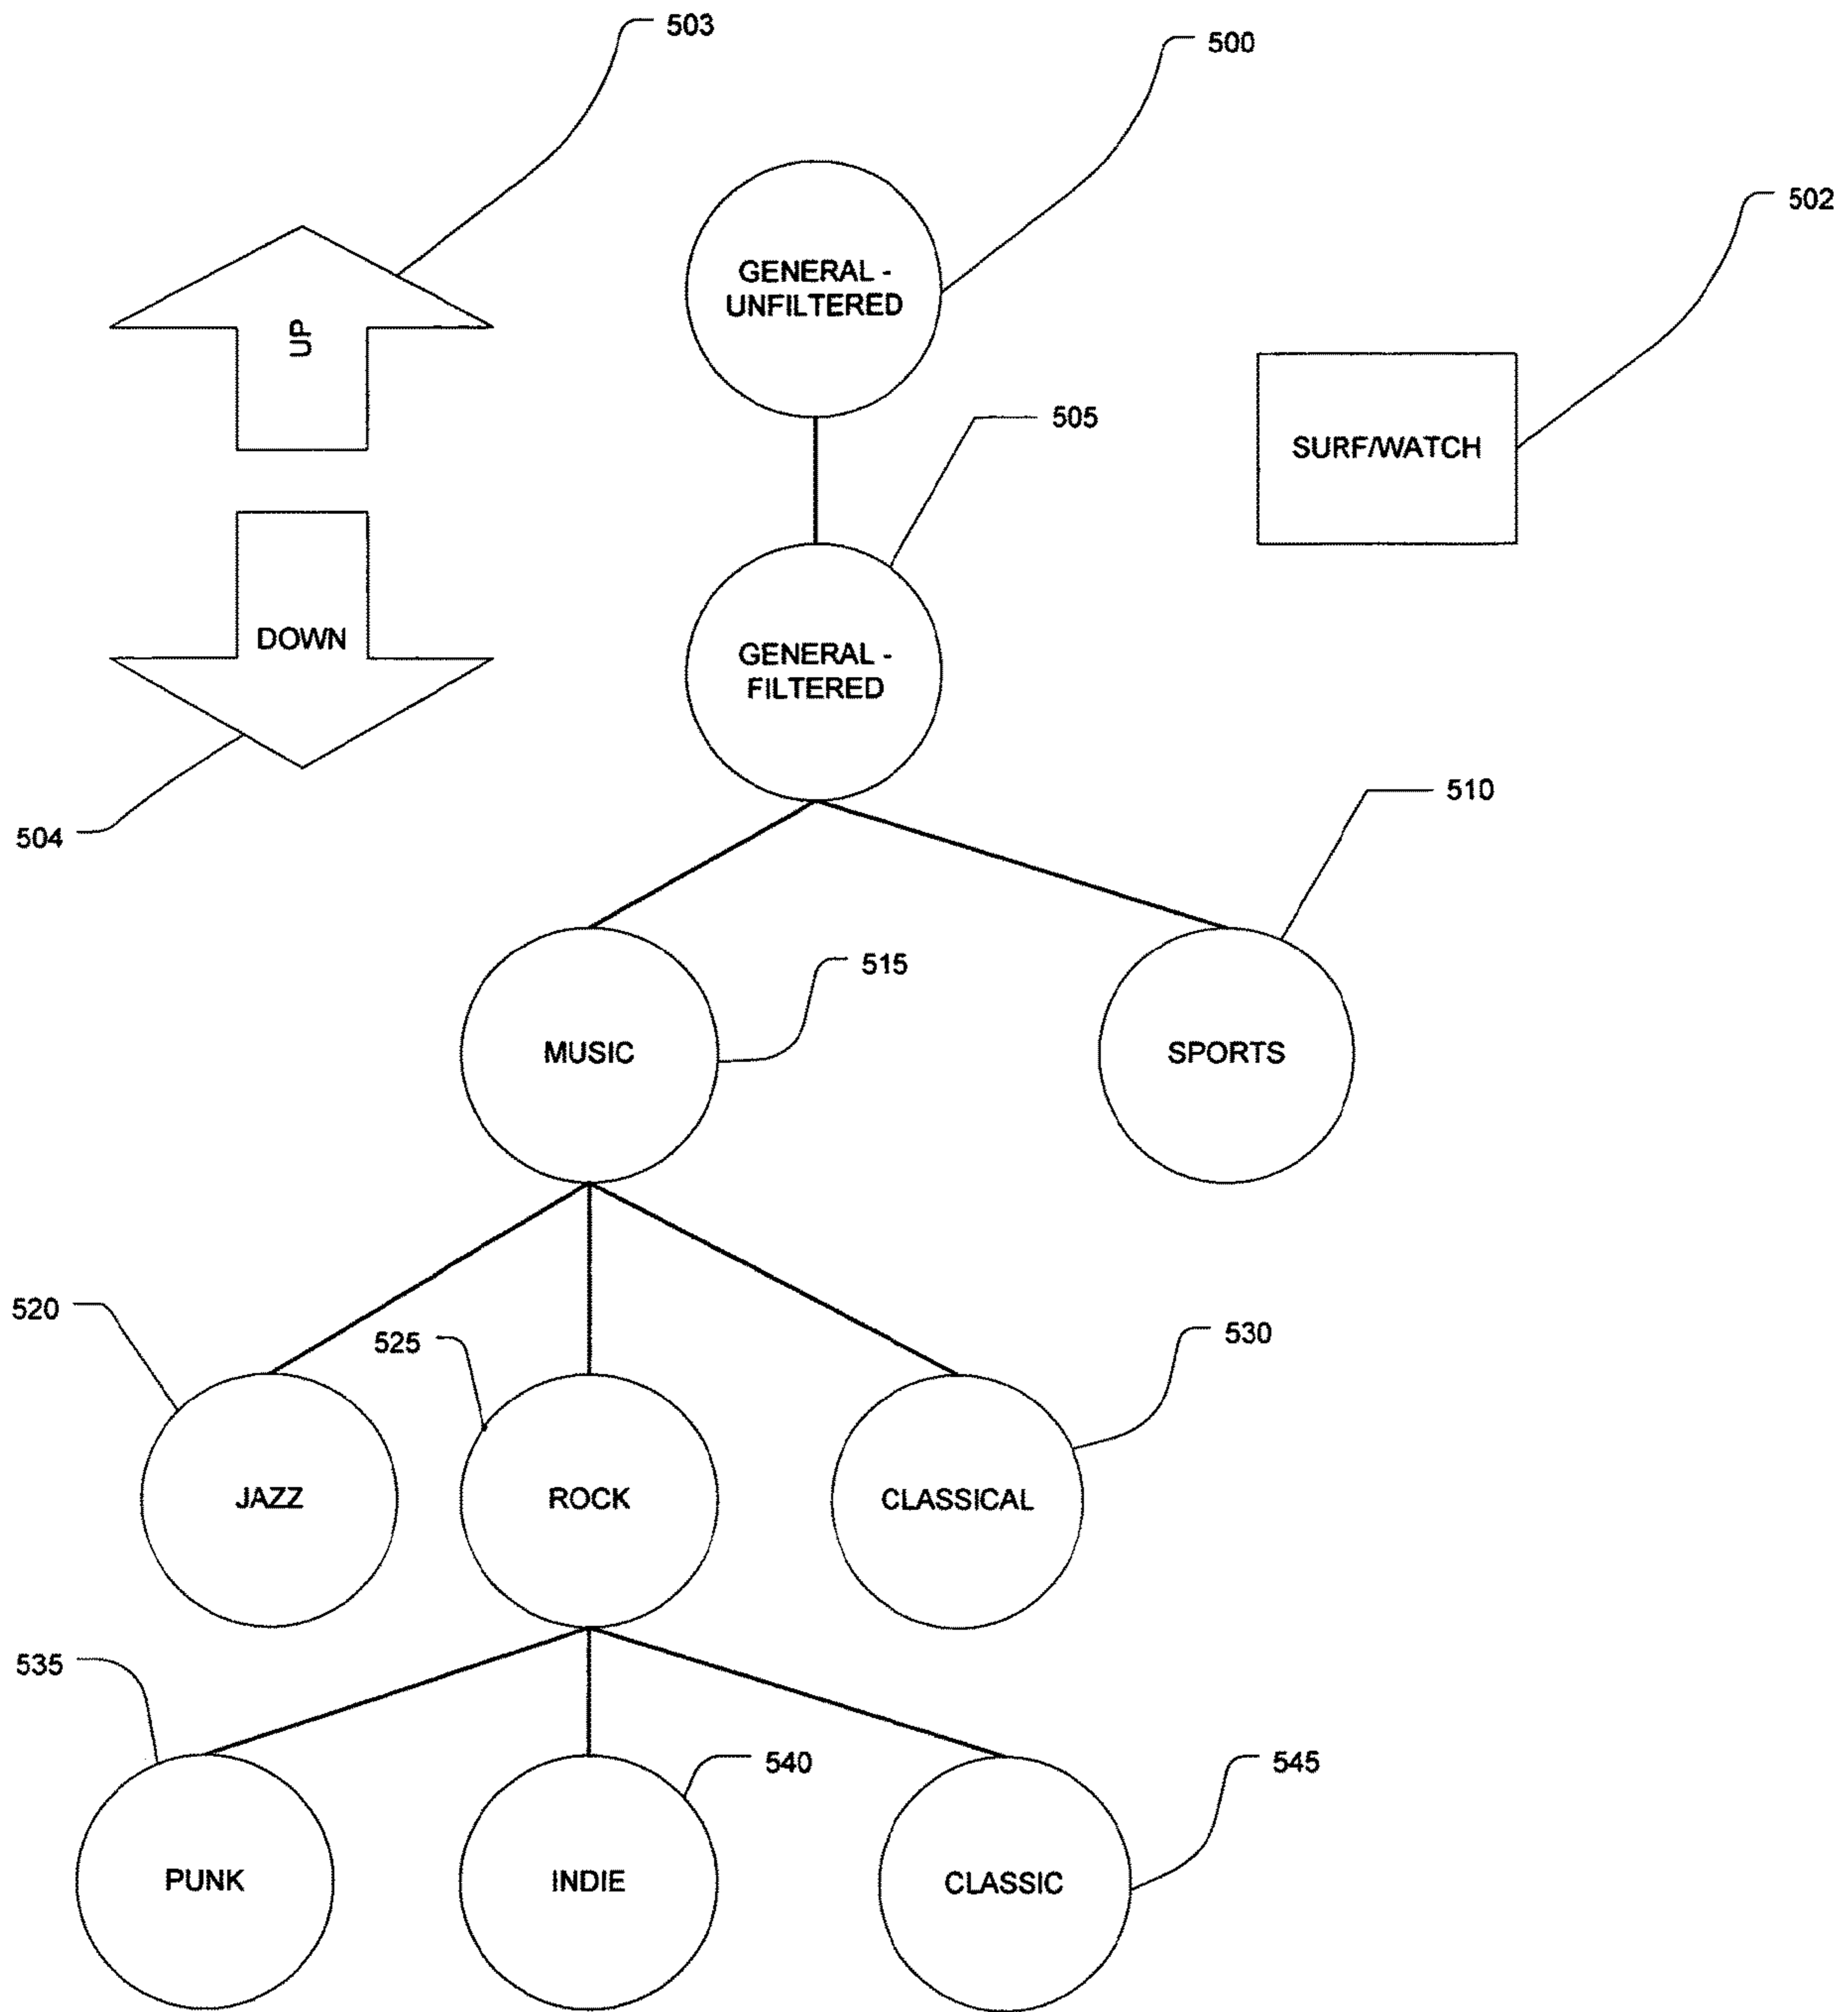 503
500
502
GENERAL -
UNFILTERED
UP
505
SURF/WATCH
DOWN
GENERAL -
FILTERED
504
510
515
MUSIC
SPORTS
520
525
530
JAZZ
ROCK
CLASSICAL
535
540
545
PUNK
INDIE
CLASSIC